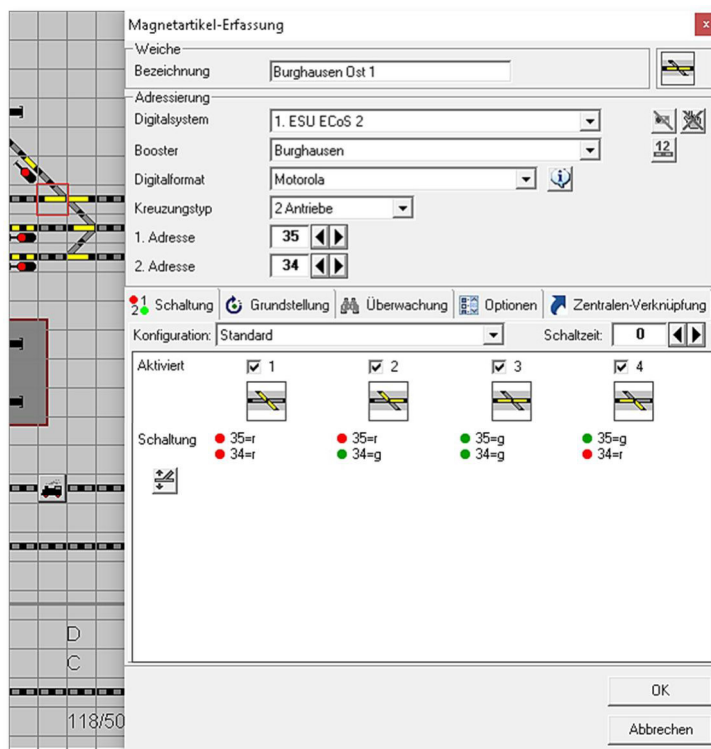 Magnetartikel-Erfassung x
Weiche
Bezeichnung Burghausen Ost 1
Adressierung
Digitalsystem 1. ESU ECoS 2
Booster Burghausen 12
Digitalformat Motorola
Kreuzungstyp 2 Antriebe
1. Adresse 35
2. Adresse 34
1 2 Schaltung Grundstellung Überwachung Optionen Zentralen-Verknüpfung
Konfiguration: Standard Schaltzeit: 0
Aktiviert 1 2 3 4
Schaltung 35=r 35=r 35=g 35=g
34=r 34=g 34=g 34=r
D
C
118/50
OK
Abbrechen